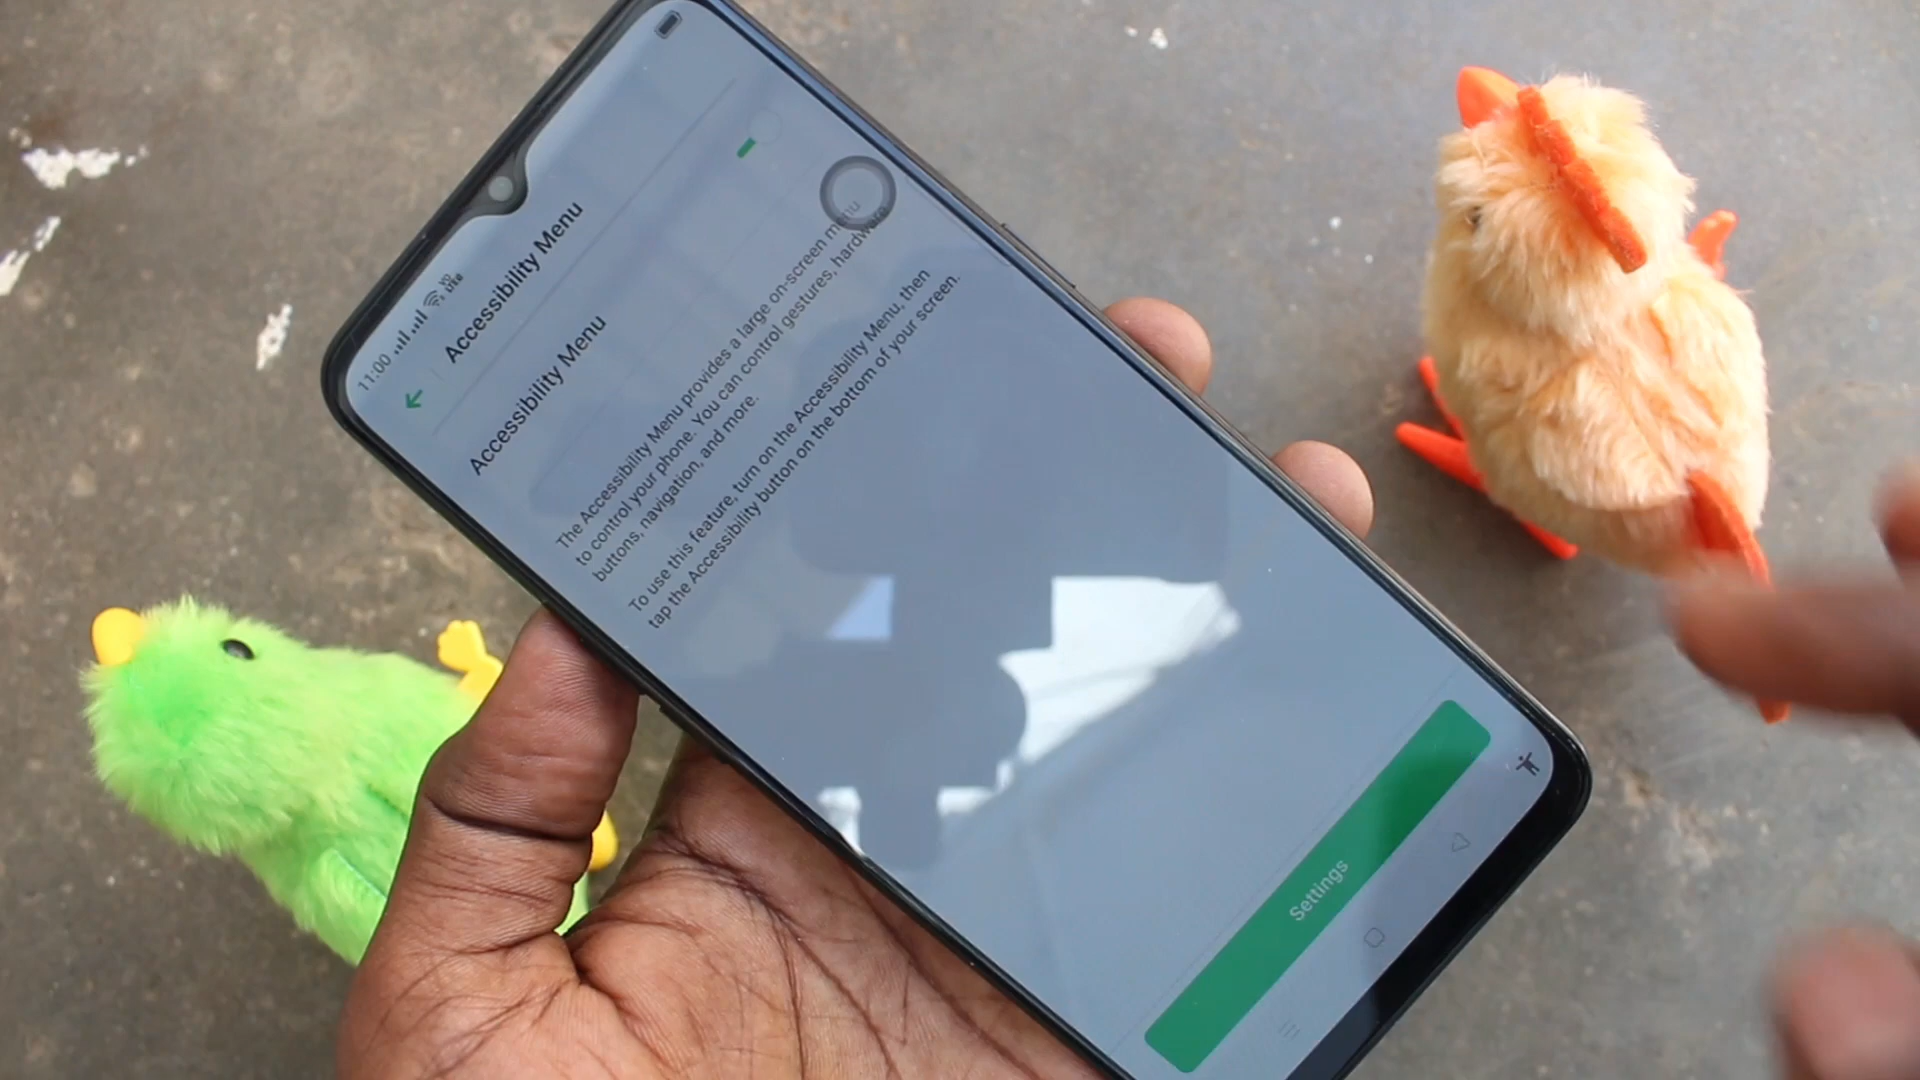 11:00 VO LTE
Accessibility Menu
Accessibility Menu
The Accessibility Menu provides a large on-screen menu
to control your phone. You can control gestures, hardware
buttons, navigation, and more.
To use this feature, turn on the Accessibility Menu, then
tap the Accessibility button on the bottom of your screen.
Settings